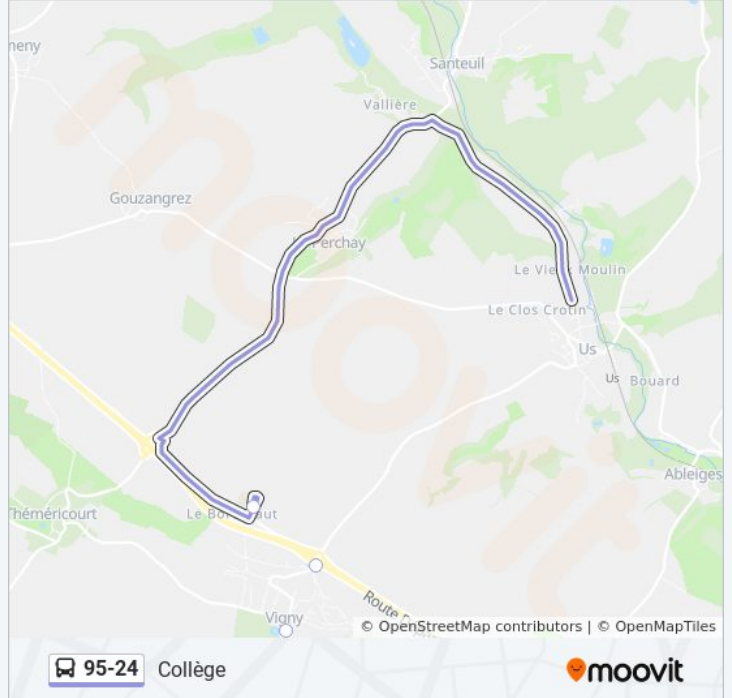 Santeuil
Vallière
Gouzangrez
Perchay
Le Vieux Moulin
Le Clos Crotin
Us
Us Bouard
Ableiges
Théméricourt
Vigny
Route
© OpenStreetMap contributors | © OpenMapTiles
95-24 Collège
moovit